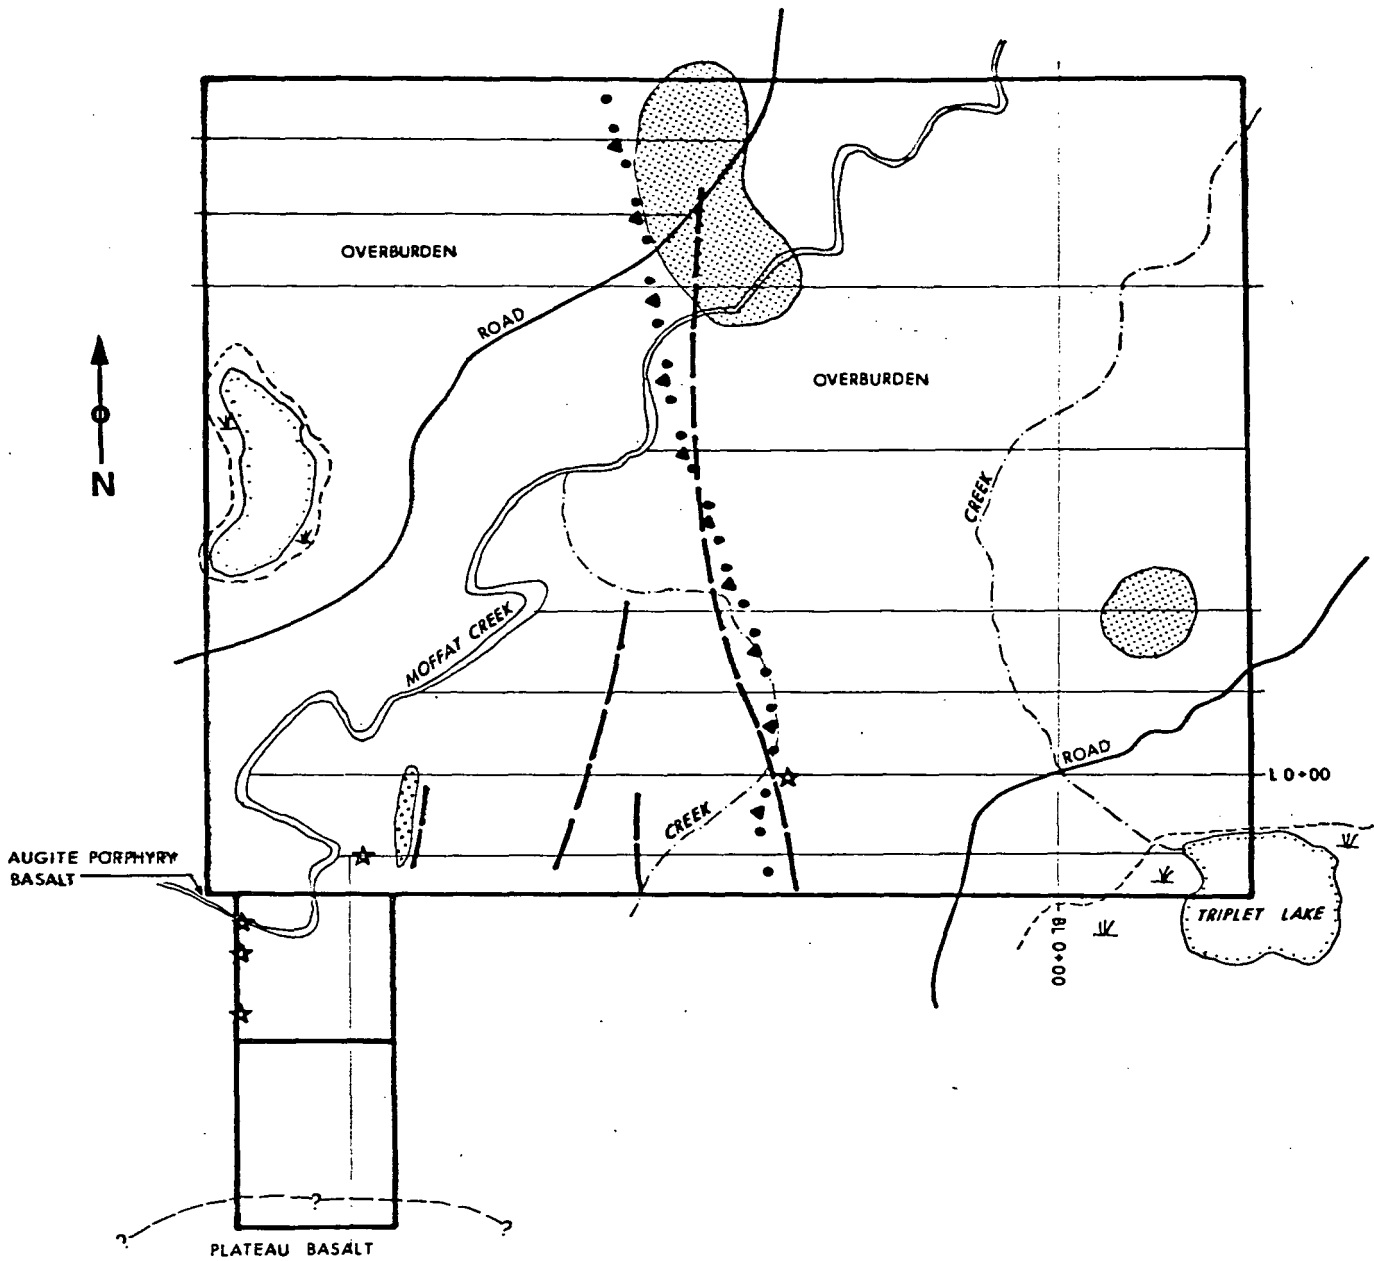 OVERBURDEN
ROAD
OVERBURDEN
N
CREEK
MOFFAT CREEK
ROAD
L 0+00
CREEK
AUGITE PORPHYRY
BASALT
TRIPLET LAKE
BL 0+00
?
?
?
PLATEAU BASALT